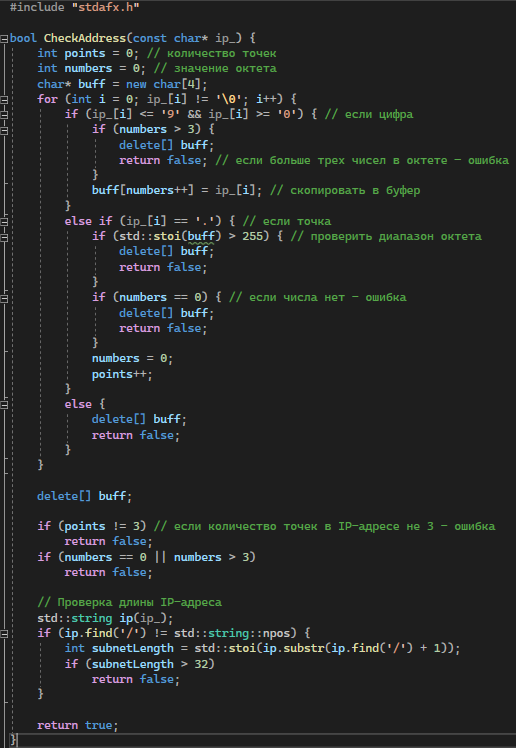 #include "stdafx.h"
bool CheckAddress(const char* ip_) {
int points = 0; // количество точек
int numbers = 0; // значение октета
char* buff = new char[4];
for (int i = 0; ip_[i] != '\0'; i++) {
if (ip_[i] <= '9' && ip_[i] >= '0') { // если цифра
if (numbers > 3) {
delete[] buff;
return false; // если больше трех чисел в октете – ошибка
}
buff[numbers++] = ip_[i]; // скопировать в буфер
}
else if (ip_[i] == '.') { // если точка
if (std::stoi(buff) > 255) { // проверить диапазон октета
delete[] buff;
return false;
}
if (numbers == 0) { // если числа нет – ошибка
delete[] buff;
return false;
}
numbers = 0;
points++;
}
else {
delete[] buff;
return false;
}
}
delete[] buff;
if (points != 3) // если количество точек в IP-адресе не 3 – ошибка
return false;
if (numbers == 0 || numbers > 3)
return false;
// Проверка длины IP-адреса
std::string ip(ip_);
if (ip.find('/') != std::string::npos) {
int subnetLength = std::stoi(ip.substr(ip.find('/') + 1));
if (subnetLength > 32)
return false;
}
return true;
}